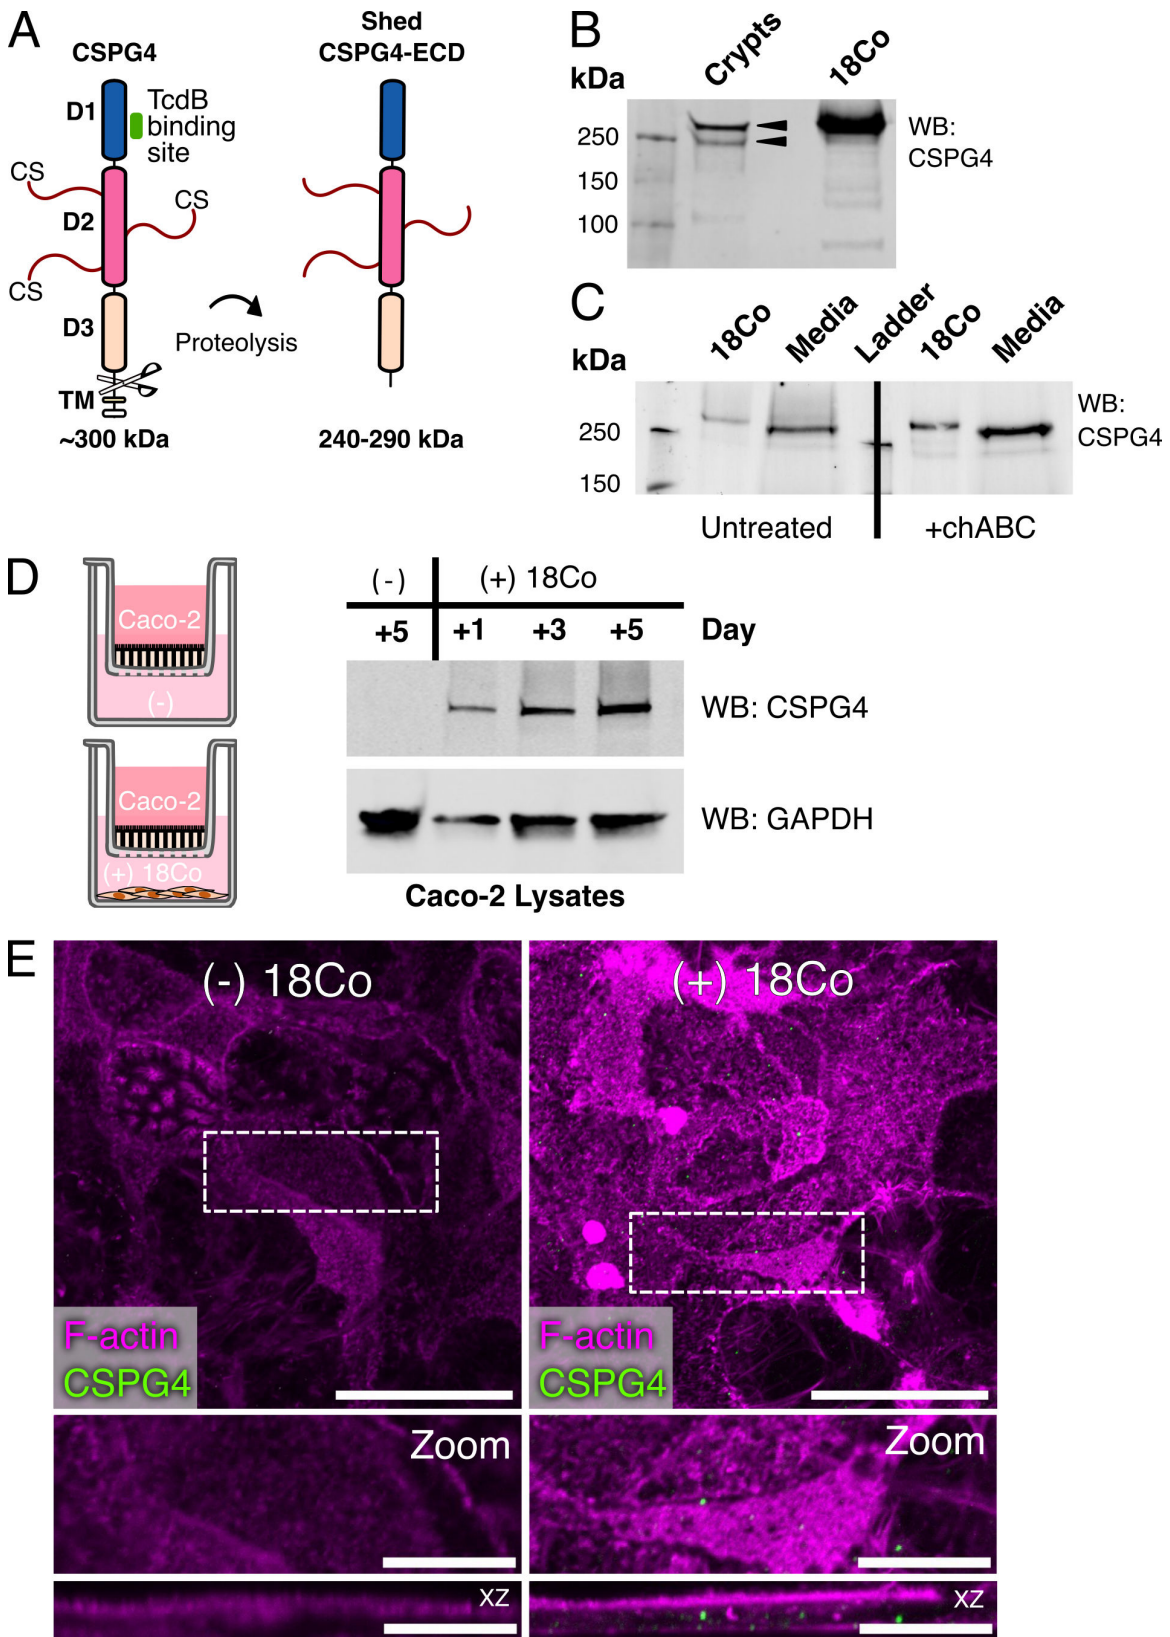 A
CSPG4
Shed
CSPG4-ECD
D1
TcdB
binding
site
CS
CS
D2
CS
D3
Proteolysis
TM
~300 kDa
240-290 kDa
B
kDa
Crypts
18Co
250
150
100
WB:
CSPG4
C
kDa
18Co
Media
Ladder
18Co
Media
250
150
WB:
CSPG4
Untreated
+chABC
D
Caco-2
(-)
Caco-2
(+) 18Co
(-)
(+) 18Co
+5
+1
+3
+5
Day
WB: CSPG4
WB: GAPDH
Caco-2 Lysates
E
(-) 18Co
(+) 18Co
F-actin
CSPG4
F-actin
CSPG4
Zoom
Zoom
XZ
XZ